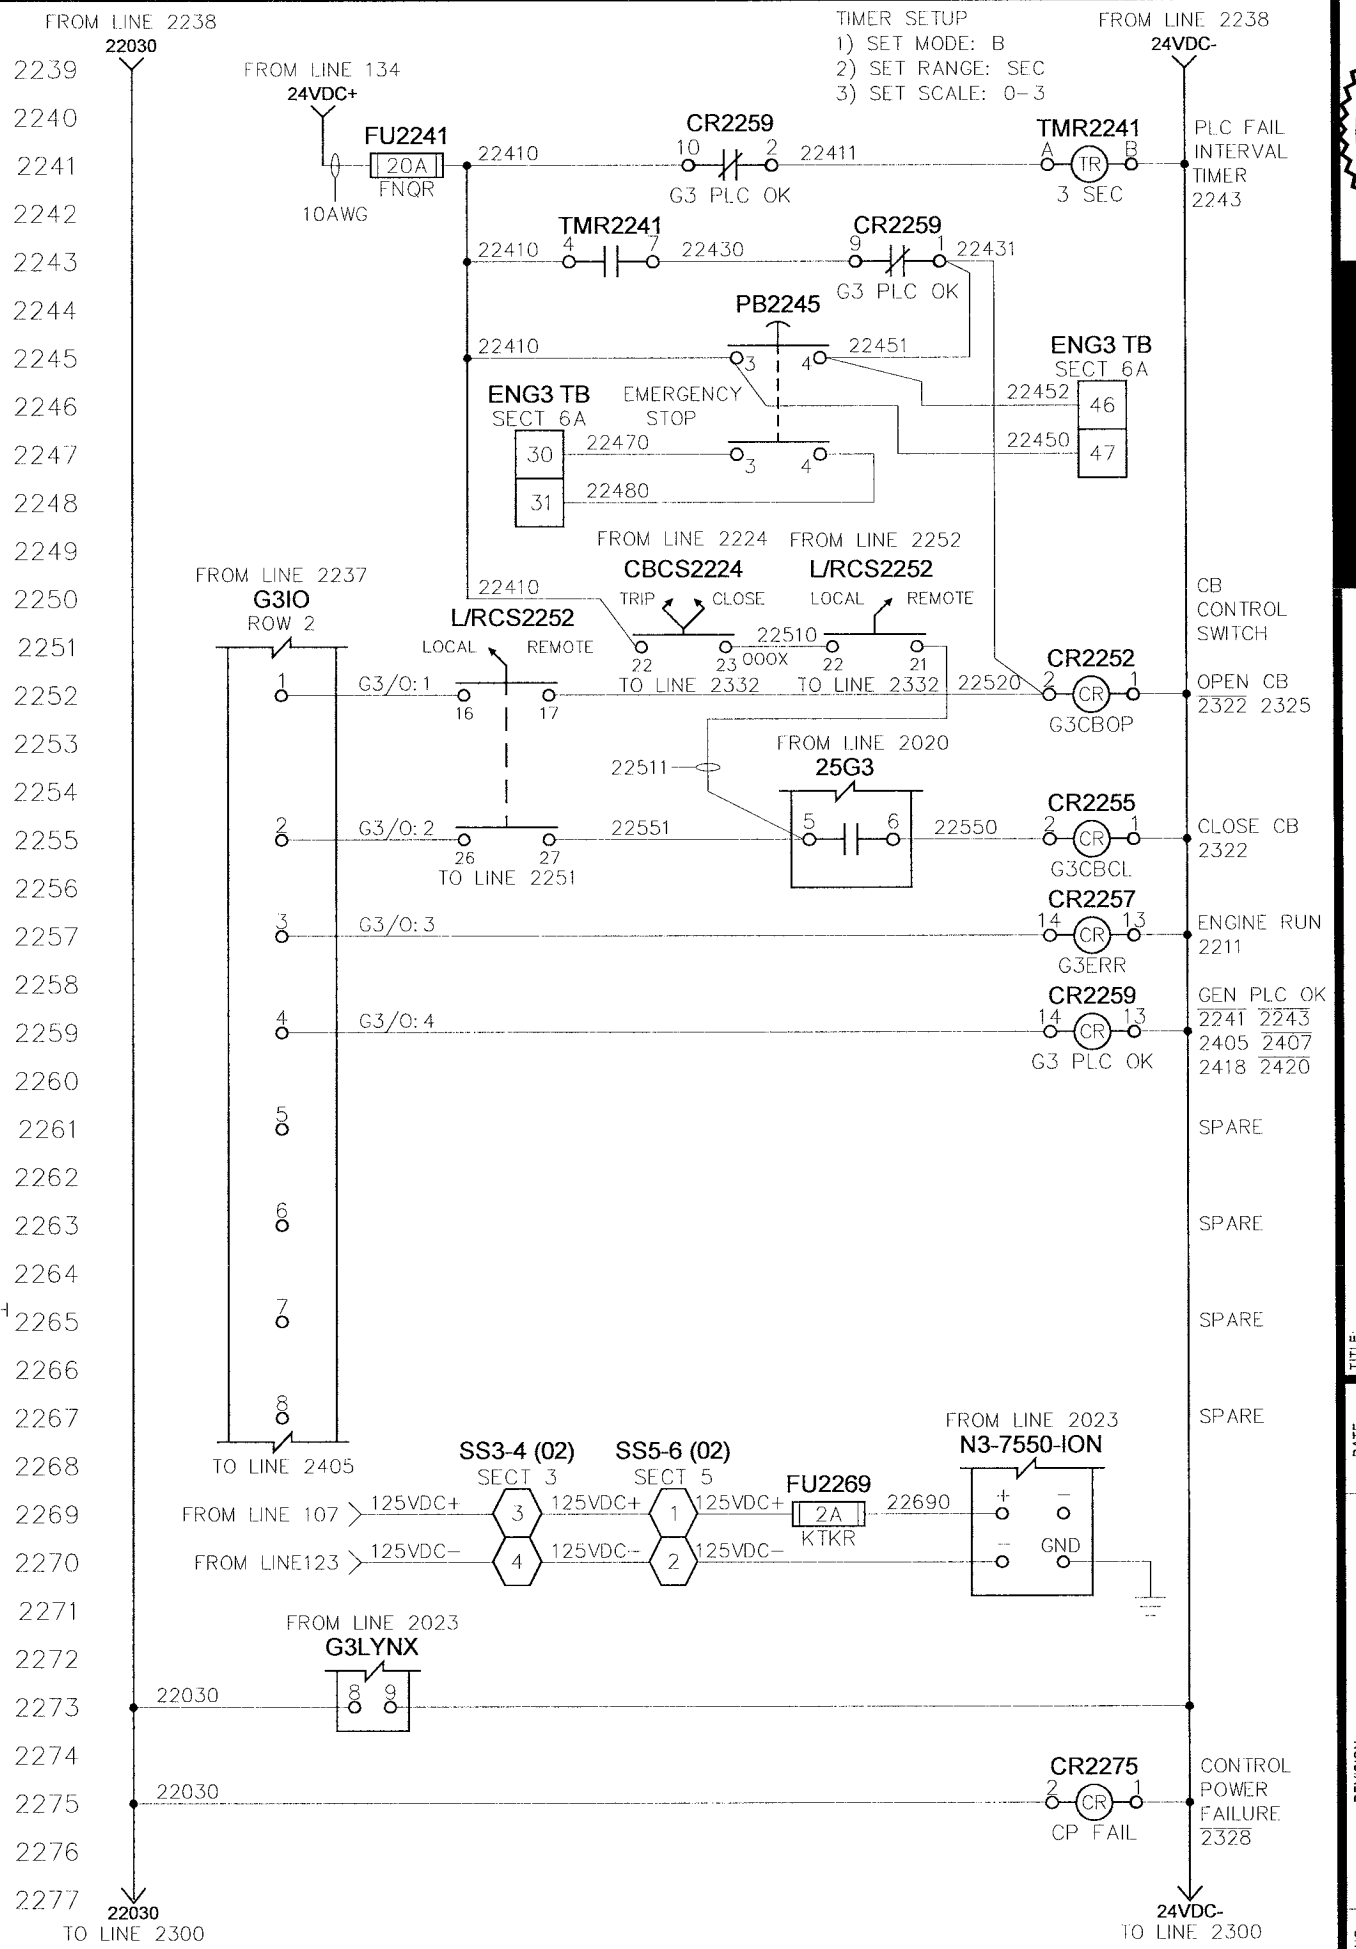 FROM LINE 2238
22030
TIMER SETUP
1) SET MODE: B
2) SET RANGE: SEC
3) SET SCALE: 0-3
FROM LINE 2238
24VDC-
2239
FROM LINE 134
24VDC+
2240
FU2241
CR2259
TMR2241
PLC FAIL
INTERVAL
TIMER
2243
2241
20A
FNQR
22410
10 2
G3 PLC OK
22411
A TR B
3 SEC
10AWG
2242
TMR2241
CR2259
2243
22410
4 7
22430
9 1
22431
G3 PLC OK
2244
PB2245
2245
22410
3 4
22451
ENG3 TB
SECT 6A
2246
ENG3 TB
SECT 6A
EMERGENCY
STOP
22452
46
2247
30
22470
3 4
22450
47
2248
31
22480
2249
FROM LINE 2224
FROM LINE 2252
FROM LINE 2237
G3IO
ROW 2
CBCS2224
L/RCS2252
2250
22410
TRIP CLOSE
LOCAL REMOTE
CB
CONTROL
SWITCH
L/RCS2252
2251
LOCAL REMOTE
22 23
22510
000X
22 21
TO LINE 2332
TO LINE 2332
CR2252
2252
1
G3/O:1
16 17
22520
2 CR 1
G3CBOP
OPEN CB
2322 2325
2253
FROM LINE 2020
25G3
22511
2254
CR2255
2255
2
G3/O:2
26 27
TO LINE 2251
22551
5 6
22550
2 CR 1
G3CBCL
CLOSE CB
2322
2256
CR2257
2257
3
G3/O:3
14 CR 13
G3ERR
ENGINE RUN
2211
2258
CR2259
2259
4
G3/O:4
14 CR 13
G3 PLC OK
GEN PLC OK
2241 2243
2405 2407
2418 2420
2260
2261
5
SPARE
2262
2263
6
SPARE
2264
2265
7
SPARE
2266
2267
8
SPARE
TO LINE 2405
2268
SS3-4 (02)
SECT 3
SS5-6 (02)
SECT 5
FU2269
FROM LINE 2023
N3-7550-ION
2269
FROM LINE 107
125VDC+
3
125VDC+
1
125VDC+
2A
KTKR
22690
+ -
2270
FROM LINE123
125VDC-
4
125VDC-
2
125VDC-
- GND
2271
FROM LINE 2023
G3LYNX
2272
2273
22030
8 9
2274
CR2275
2275
22030
2 CR 1
CP FAIL
CONTROL
POWER
FAILURE
2328
2276
2277
22030
TO LINE 2300
24VDC-
TO LINE 2300